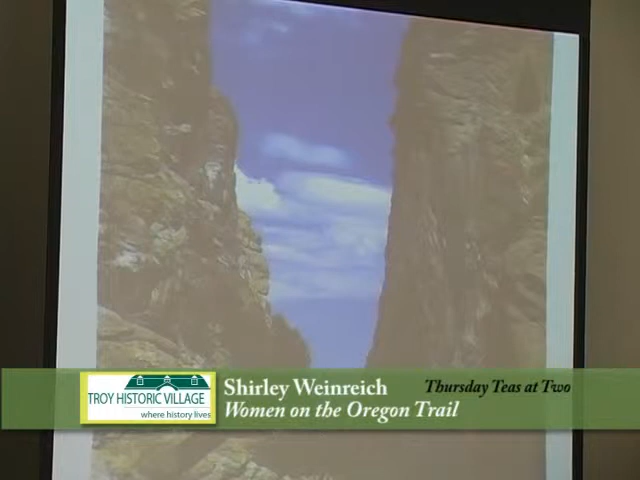 TROY HISTORIC VILLAGE
where history lives
Shirley Weinreich
Thursday Teas at Two
Women on the Oregon Trail